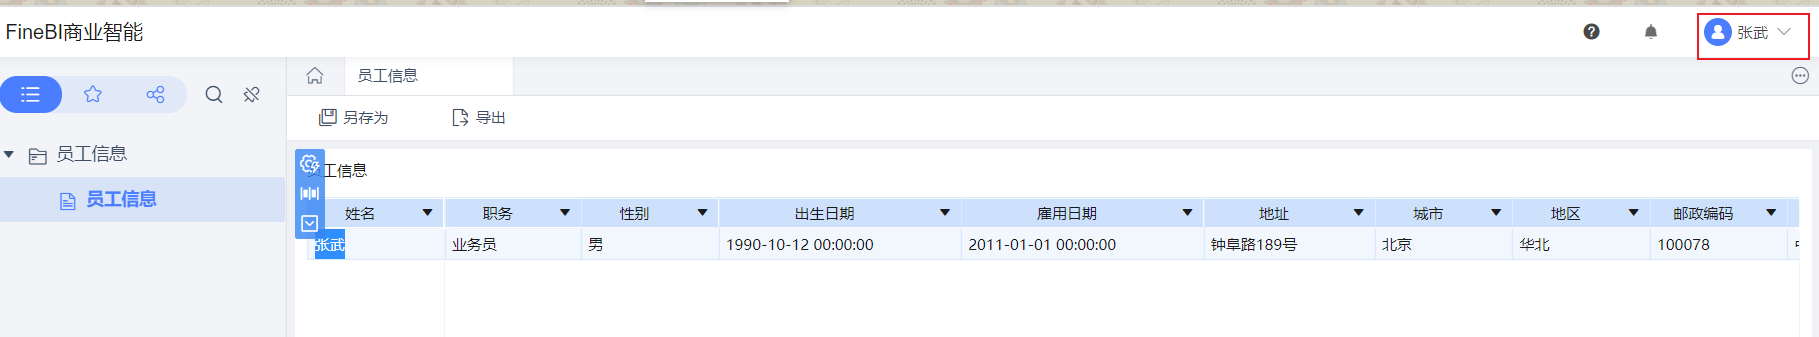 FineBI商业智能
张武
员工信息
另存为 导出
员工信息
员工信息
工信息
姓名 职务 性别 出生日期 雇用日期 地址 城市 地区 邮政编码
张武 业务员 男 1990-10-12 00:00:00 2011-01-01 00:00:00 钟阜路189号 北京 华北 100078